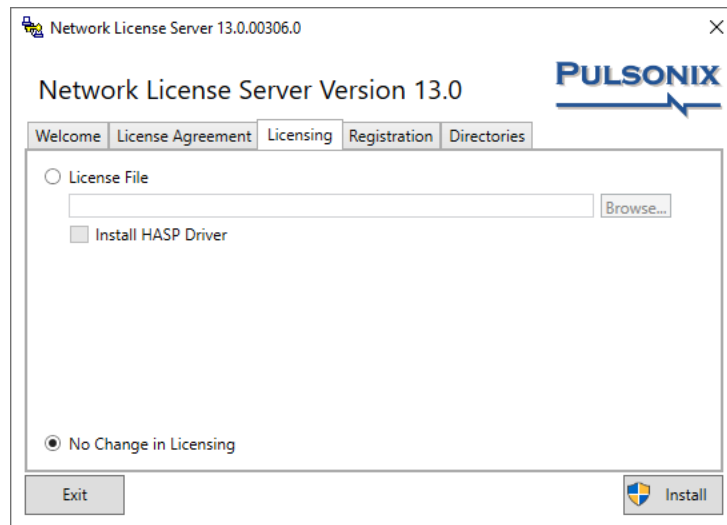 Network License Server 13.0.00306.0
Network License Server Version 13.0
PULSONIX
Welcome License Agreement Licensing Registration Directories
License File
Browse...
Install HASP Driver
No Change in Licensing
Exit Install